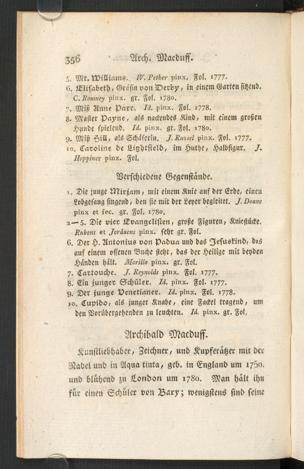 356 Arch. Macduff.
5. Mr. Williams. W. Pether pinx. Fol. 1777.
6. Elisabeth, Gräfin von Derby, in einem Garten sitzend.
C. Romney pinx. gr. Fol. 1780.
7. Miß Anne Parr. Id. pinx. Fol. 1778.
8. Master Payne, als nackendes Kind, mit einem großen
Hunde spielend. Id. pinx. gr. Fol. 1780.
9. Miß Hill, als Schäferin. J. Russel pinx. Fol. 1777.
10. Caroline de Lichtfield, im Huthe, Halbfigur. J.
Hoppiner pinx. Fol.
Verschiedene Gegenstände.
1. Die junge Mirjam, mit einem Knie auf der Erde, einen
Lobgesang singend, den sie mit der Leyer begleitet. J. Deane
pinx et sec. gr. Fol. 1780.
2—5. Die vier Evangelisten, große Figuren, Kniestücke.
Rubens et Jordaens pinx. sehr gr. Fol.
6. Der H. Antonius von Padua und das Jesuskind, das
auf einem offenen Buche steht, das der Heilige mit beyden
Händen hält. Morillo pinx. gr. Fol.
7. Cartouche. J. Reynolds pinx. Fol. 1777.
8. Ein junger Schüler. Id. pinx. Fol. 1777.
9. Der junge Venetianer. Id. pinx. Fol. 1778.
10. Cupido, als junger Knabe, eine Fackel tragend, um
den Vorübergehenden zu leuchten. Id. pinx. gr. Fol.
Archibald Macduff.
Kunstliebhaber, Zeichner, und Kupferätzer mit der
Nadel und in Aqua tinta, geb. in England um 1750.
und blühend zu London um 1780. Man hält ihn
für einen Schüler von Bary; wenigstens sind seine